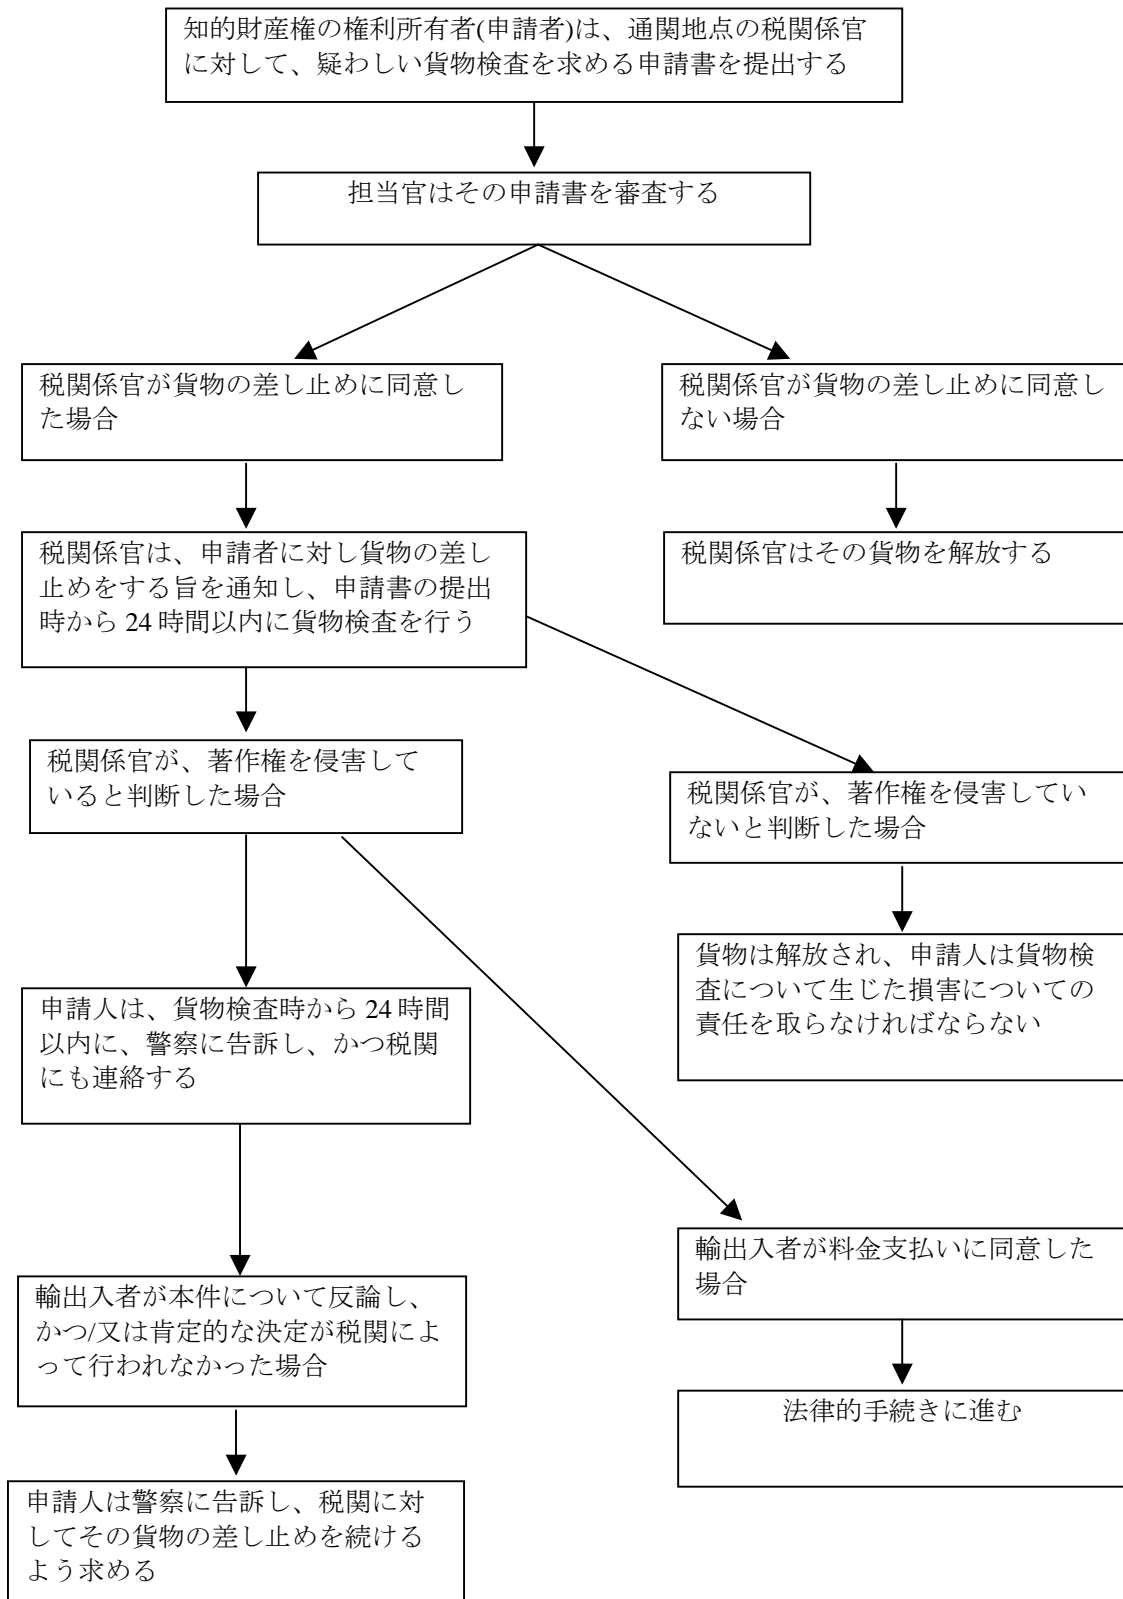 知的財産権の権利所有者(申請者)は、通関地点の税関係官
に対して、疑わしい貨物検査を求める申請書を提出する
担当官はその申請書を審査する
税関係官が貨物の差し止めに同意し
た場合
税関係官が貨物の差し止めに同意し
ない場合
税関係官は、申請者に対し貨物の差し
止めをする旨を通知し、申請書の提出
時から 24 時間以内に貨物検査を行う
税関係官はその貨物を解放する
税関係官が、著作権を侵害して
いると判断した場合
税関係官が、著作権を侵害してい
ないと判断した場合
貨物は解放され、申請人は貨物検
査について生じた損害についての
責任を取らなければならない
申請人は、貨物検査時から 24 時間
以内に、警察に告訴し、かつ税関
にも連絡する
輸出入者が料金支払いに同意した
場合
輸出入者が本件について反論し、
かつ/又は肯定的な決定が税関によ
って行われなかった場合
法律的手続きに進む
申請人は警察に告訴し、税関に対
してその貨物の差し止めを続ける
よう求める